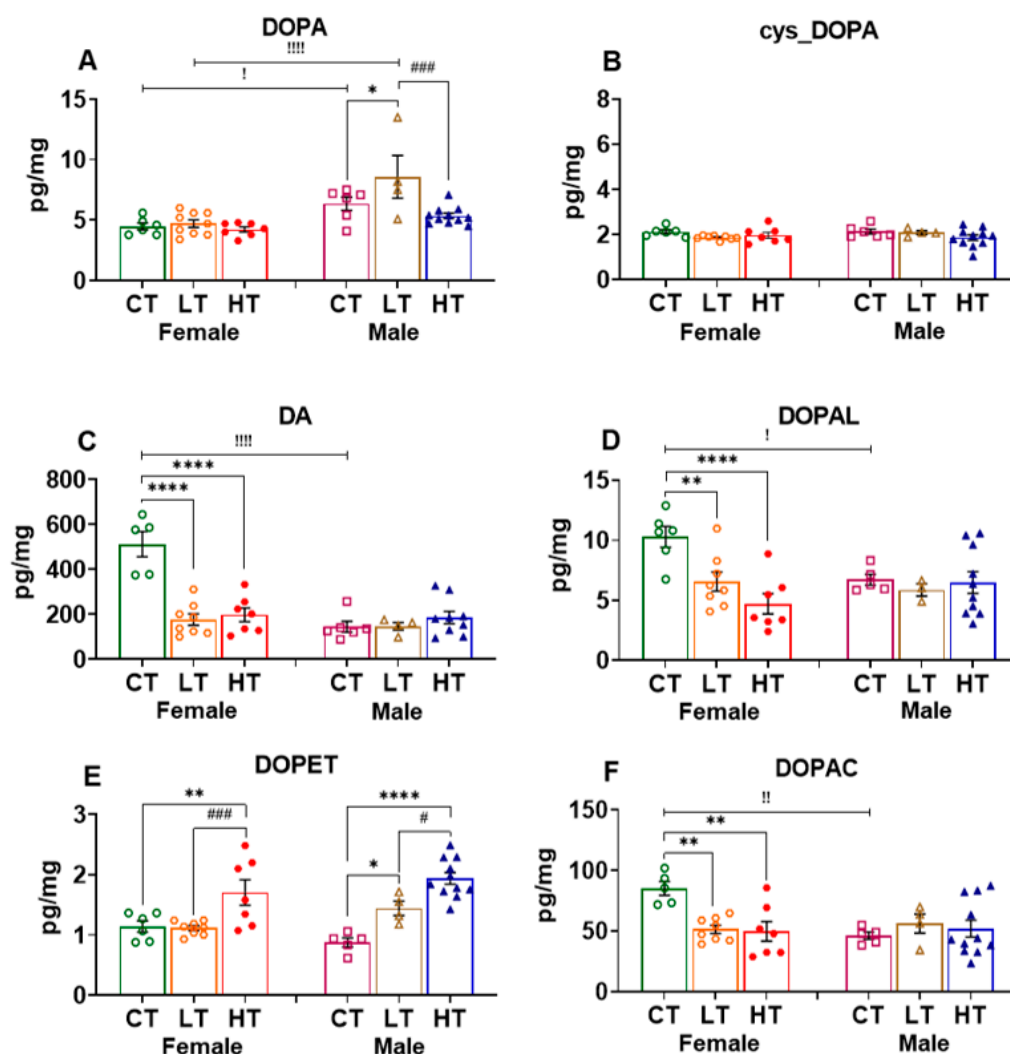 DOPA
A
!!!!
!
*
###
pg/mg
15
10
5
0
CT LT HT CT LT HT
Female Male
cys_DOPA
B
pg/mg
8
6
4
2
0
CT LT HT CT LT HT
Female Male
DA
C
!!!!
****
****
pg/mg
800
600
400
200
0
CT LT HT CT LT HT
Female Male
DOPAL
D
!
****
**
pg/mg
15
10
5
0
CT LT HT CT LT HT
Female Male
DOPET
E
**
###
****
#
*
pg/mg
3
2
1
0
CT LT HT CT LT HT
Female Male
DOPAC
F
!!
**
**
pg/mg
150
100
50
0
CT LT HT CT LT HT
Female Male